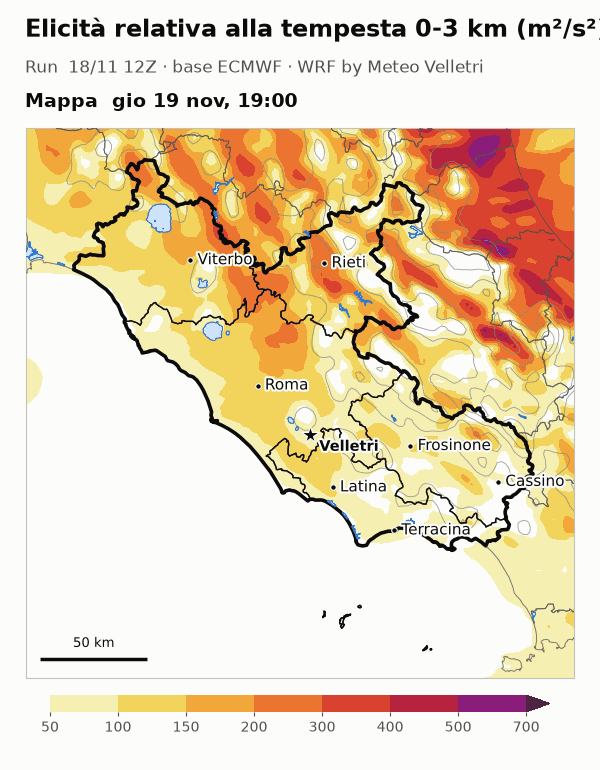 Elicità relativa alla tempesta 0-3 km (m²/s²)
Run  18/11 12Z · base ECMWF · WRF by Meteo Velletri
Mappa  gio 19 nov, 19:00
Viterbo
Rieti
Roma
Velletri
Frosinone
Latina
Cassino
Terracina
50 km
50 100 150 200 300 400 500 700